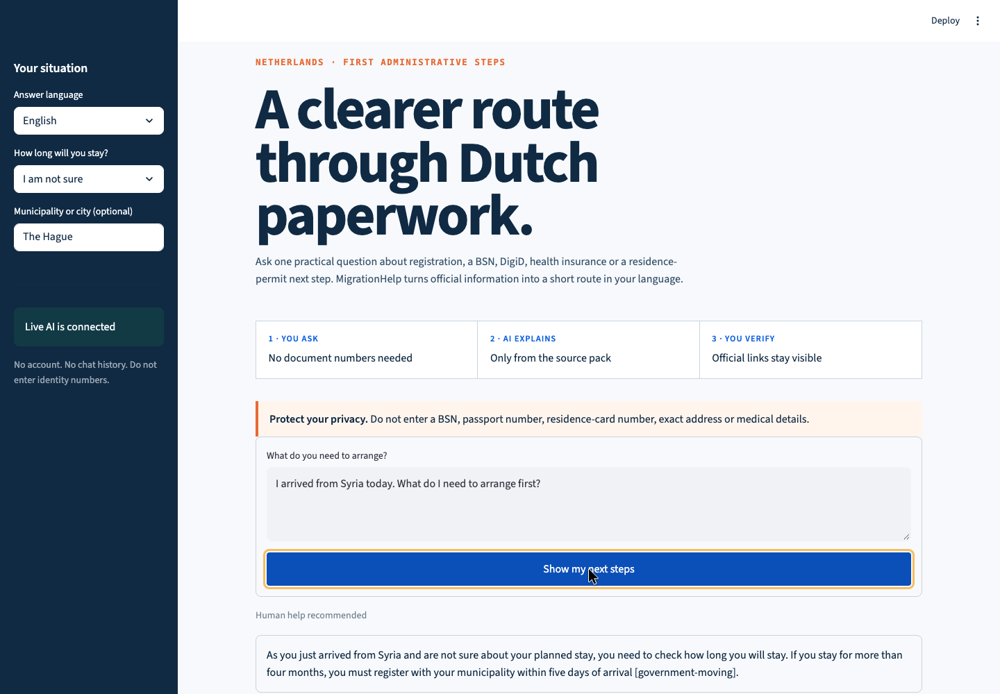 Deploy
Your situation
Answer language
English
How long will you stay?
I am not sure
Municipality or city (optional)
The Hague
Live AI is connected
No account. No chat history. Do not
enter identity numbers.
NETHERLANDS · FIRST ADMINISTRATIVE STEPS
A clearer route
through Dutch
paperwork.
Ask one practical question about registration, a BSN, DigiD, health insurance or a residence-
permit next step. MigrationHelp turns official information into a short route in your language.
1 · YOU ASK
No document numbers needed
2 · AI EXPLAINS
Only from the source pack
3 · YOU VERIFY
Official links stay visible
Protect your privacy. Do not enter a BSN, passport number, residence-card number, exact address or medical details.
What do you need to arrange?
I arrived from Syria today. What do I need to arrange first?
Show my next steps
Human help recommended
As you just arrived from Syria and are not sure about your planned stay, you need to check how long you will stay. If you stay for more than
four months, you must register with your municipality within five days of arrival [government-moving].